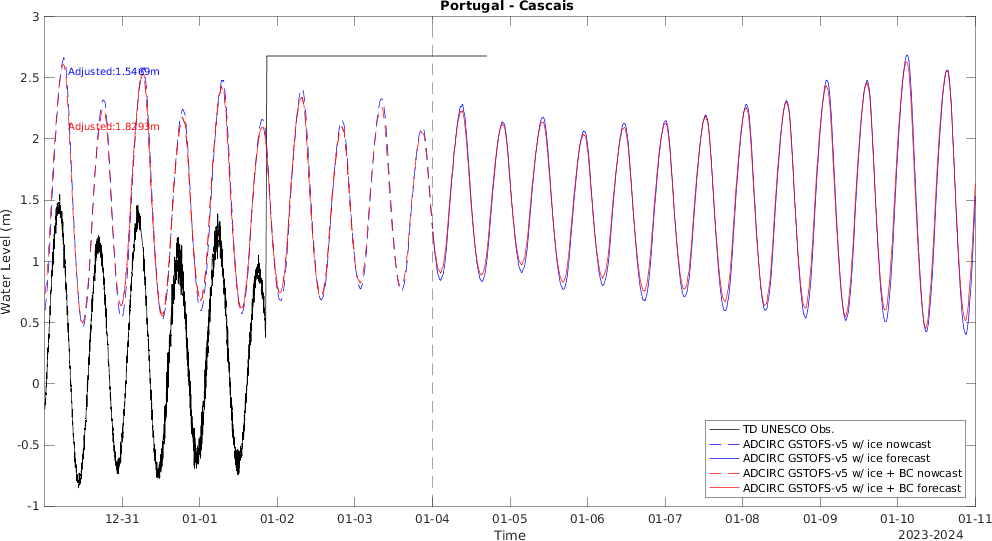 Portugal - Cascais
Water Level (m)
3
2.5
2
1.5
1
0.5
0
-0.5
-1
Adjusted:1.5469m
Adjusted:1.8293m
TD UNESCO Obs.
ADCIRC GSTOFS-v5 w/ ice nowcast
ADCIRC GSTOFS-v5 w/ ice forecast
ADCIRC GSTOFS-v5 w/ ice + BC nowcast
ADCIRC GSTOFS-v5 w/ ice + BC forecast
12-31 01-01 01-02 01-03 01-04 01-05 01-06 01-07 01-08 01-09 01-10 01-11
Time
2023-2024